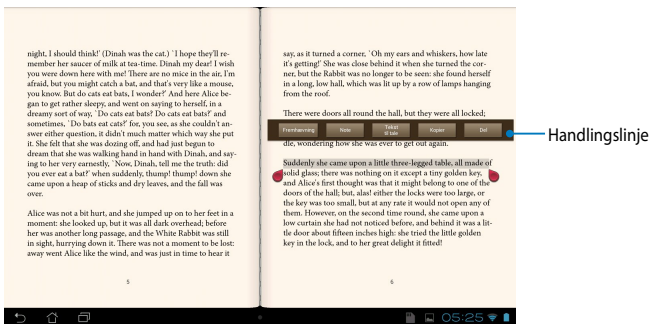 night, I should think!' (Dinah was the cat.) `I hope they'll re-
member her saucer of milk at tea-time. Dinah my dear! I wish
you were down here with me! There are no mice in the air, I'm
afraid, but you might catch a bat, and that's very like a mouse,
you know. But do cats eat bats, I wonder?' And here Alice be-
gan to get rather sleepy, and went on saying to herself, in a
dreamy sort of way, `Do cats eat bats? Do cats eat bats?' and
sometimes, `Do bats eat cats?' for, you see, as she couldn't an-
swer either question, it didn't much matter which way she put
it. She felt that she was dozing off, and had just begun to
dream that she was walking hand in hand with Dinah, and say-
ing to her very earnestly, `Now, Dinah, tell me the truth: did
you ever eat a bat?' when suddenly, thump! thump! down she
came upon a heap of sticks and dry leaves, and the fall was
over.
Alice was not a bit hurt, and she jumped up on to her feet in a
moment: she looked up, but it was all dark overhead; before
her was another long passage, and the White Rabbit was still
in sight, hurrying down it. There was not a moment to be lost:
away went Alice like the wind, and was just in time to hear it
5
say, as it turned a corner, `Oh my ears and whiskers, how late
it's getting!' She was close behind it when she turned the cor-
ner, but the Rabbit was no longer to be seen: she found herself
in a long, low hall, which was lit up by a row of lamps hanging
from the roof.
There were doors all round the hall, but they were all locked;
Fremhævning Note Tekst til tale Kopier Del
Handlingslinje
dle, wondering how she was ever to get out again.
Suddenly she came upon a little three-legged table, all made of
solid glass; there was nothing on it except a tiny golden key,
and Alice's first thought was that it might belong to one of the
doors of the hall; but, alas! either the locks were too large, or
the key was too small, but at any rate it would not open any of
them. However, on the second time round, she came upon a
low curtain she had not noticed before, and behind it was a lit-
tle door about fifteen inches high: she tried the little golden
key in the lock, and to her great delight it fitted!
6
05:25